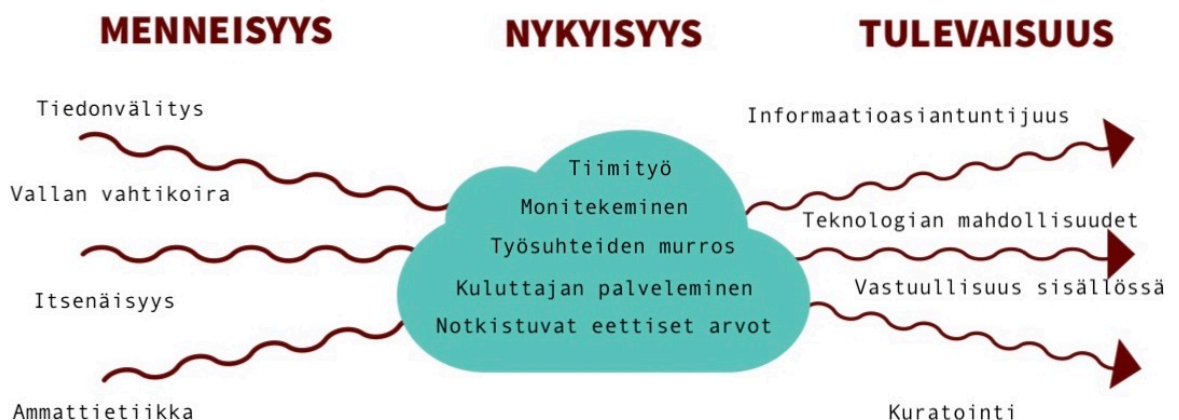 MENNEISYYS
NYKYISYYS
TULEVAISUUS
Tiedonvälitys
Vallan vahtikoira
Itsenäisyys
Ammattietiikka
Tiimityö
Monitekeminen
Työsuhteiden murros
Kuluttajan palveleminen
Notkistuvat eettiset arvot
Informaatioasiantuntijuus
Teknologian mahdollisuudet
Vastuullisuus sisällössä
Kuratointi